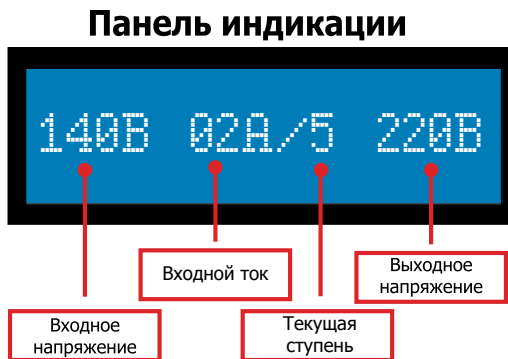 Панель индикации
140В 02А/5 220В
Входной ток
Выходное
напряжение
Входное
напряжение
Текущая
ступень